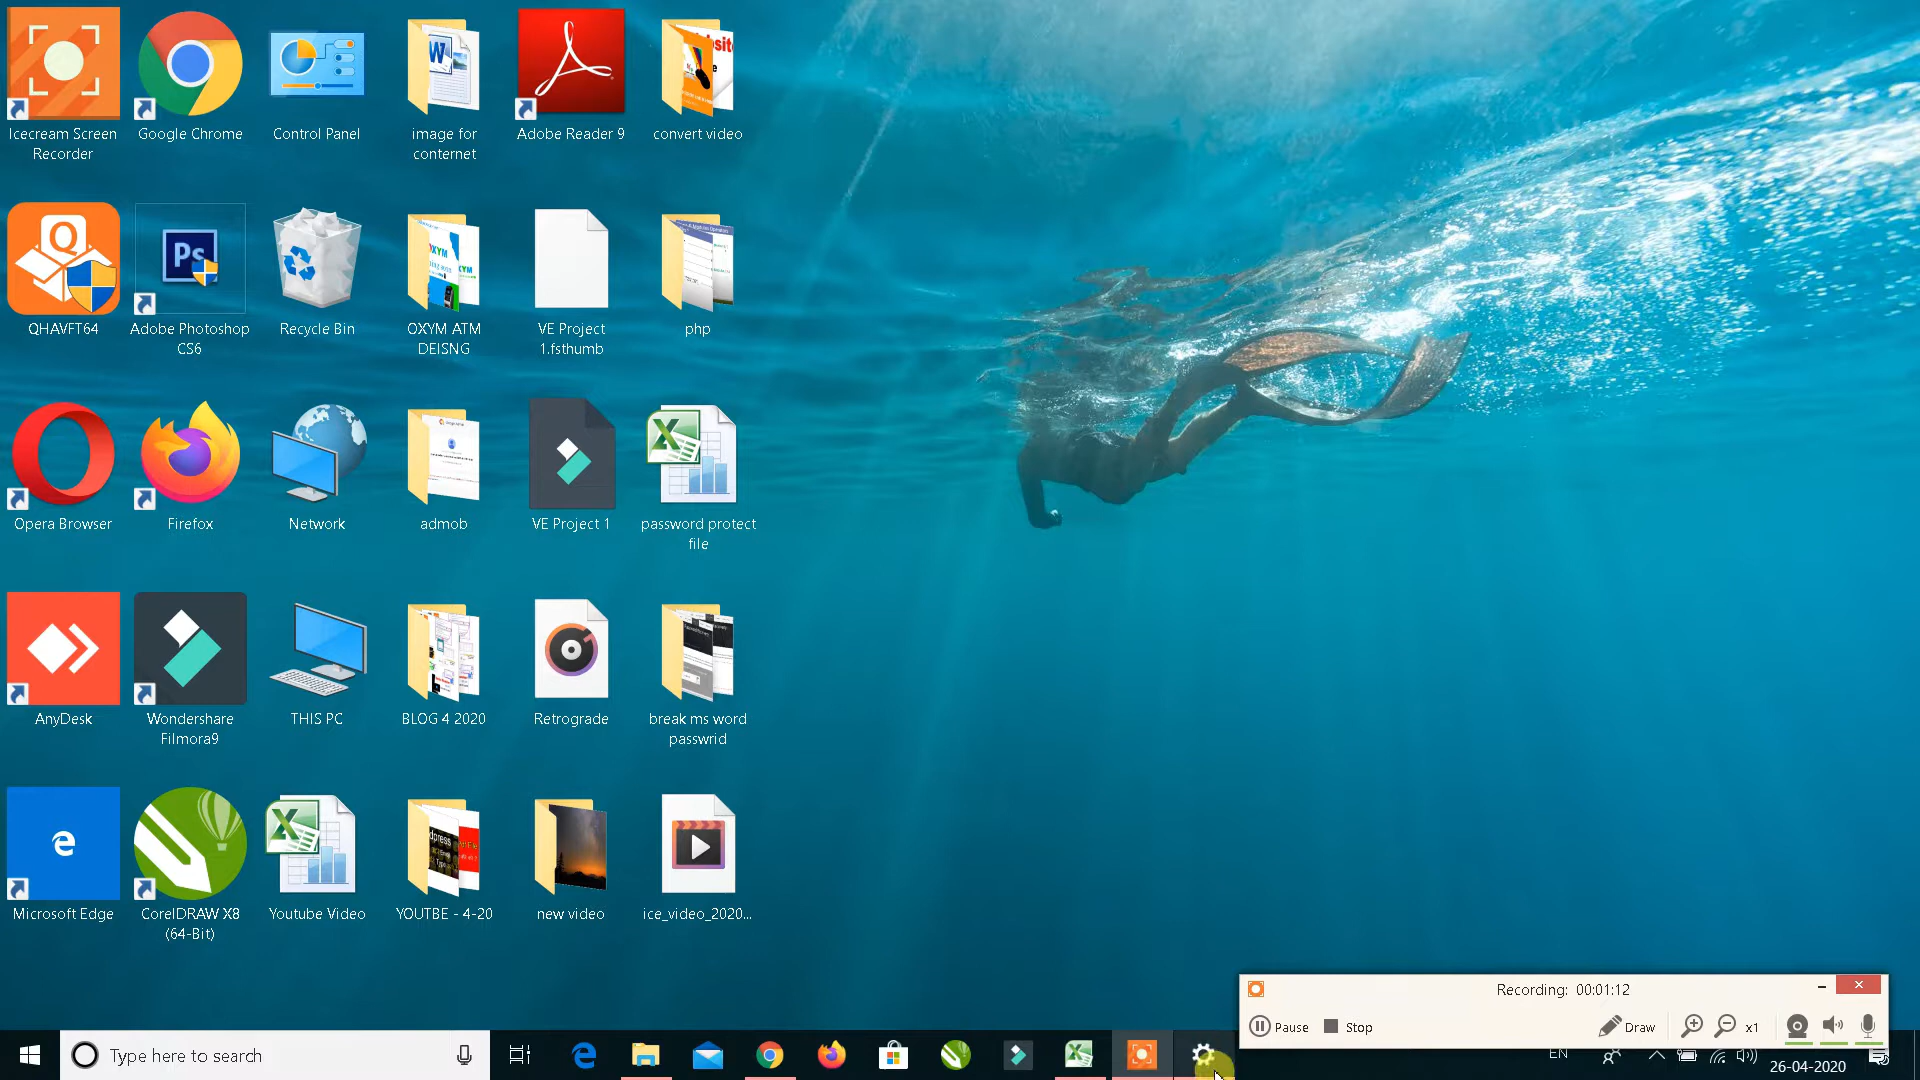 Icecream Screen
Recorder
Google Chrome
Control Panel
image for
conternet
Adobe Reader 9
convert video
QHAVFT64
Adobe Photoshop
CS6
Recycle Bin
OXYM ATM
DEISNG
VE Project
1.fsthumb
php
Opera Browser
Firefox
Network
admob
VE Project 1
password protect
file
AnyDesk
Wondershare
Filmora9
THIS PC
BLOG 4 2020
Retrograde
break ms word
passwrid
Microsoft Edge
CorelDRAW X8
(64-Bit)
Youtube Video
YOUTBE - 4-20
new video
ice_video_2020...
Recording: 00:01:12
Pause
Stop
Draw
x1
Type here to search
EN
26-04-2020